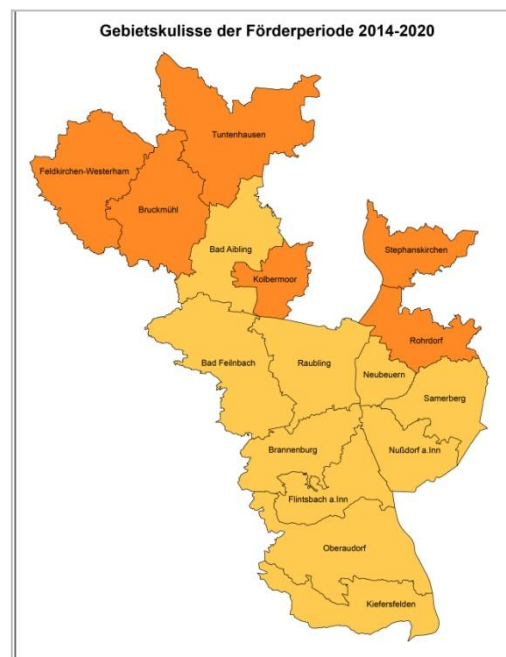 Gebietskulisse der Förderperiode 2014-2020
Tuntenhausen
Feldkirchen-Westerham
Bruckmühl
Bad Aibling
Stephanskirchen
Kolbermoor
Rohrdorf
Bad Feilnbach
Raubling
Neubeuern
Samerberg
Brannenburg
Nußdorf a.Inn
Flintsbach a.Inn
Oberaudorf
Kiefersfelden